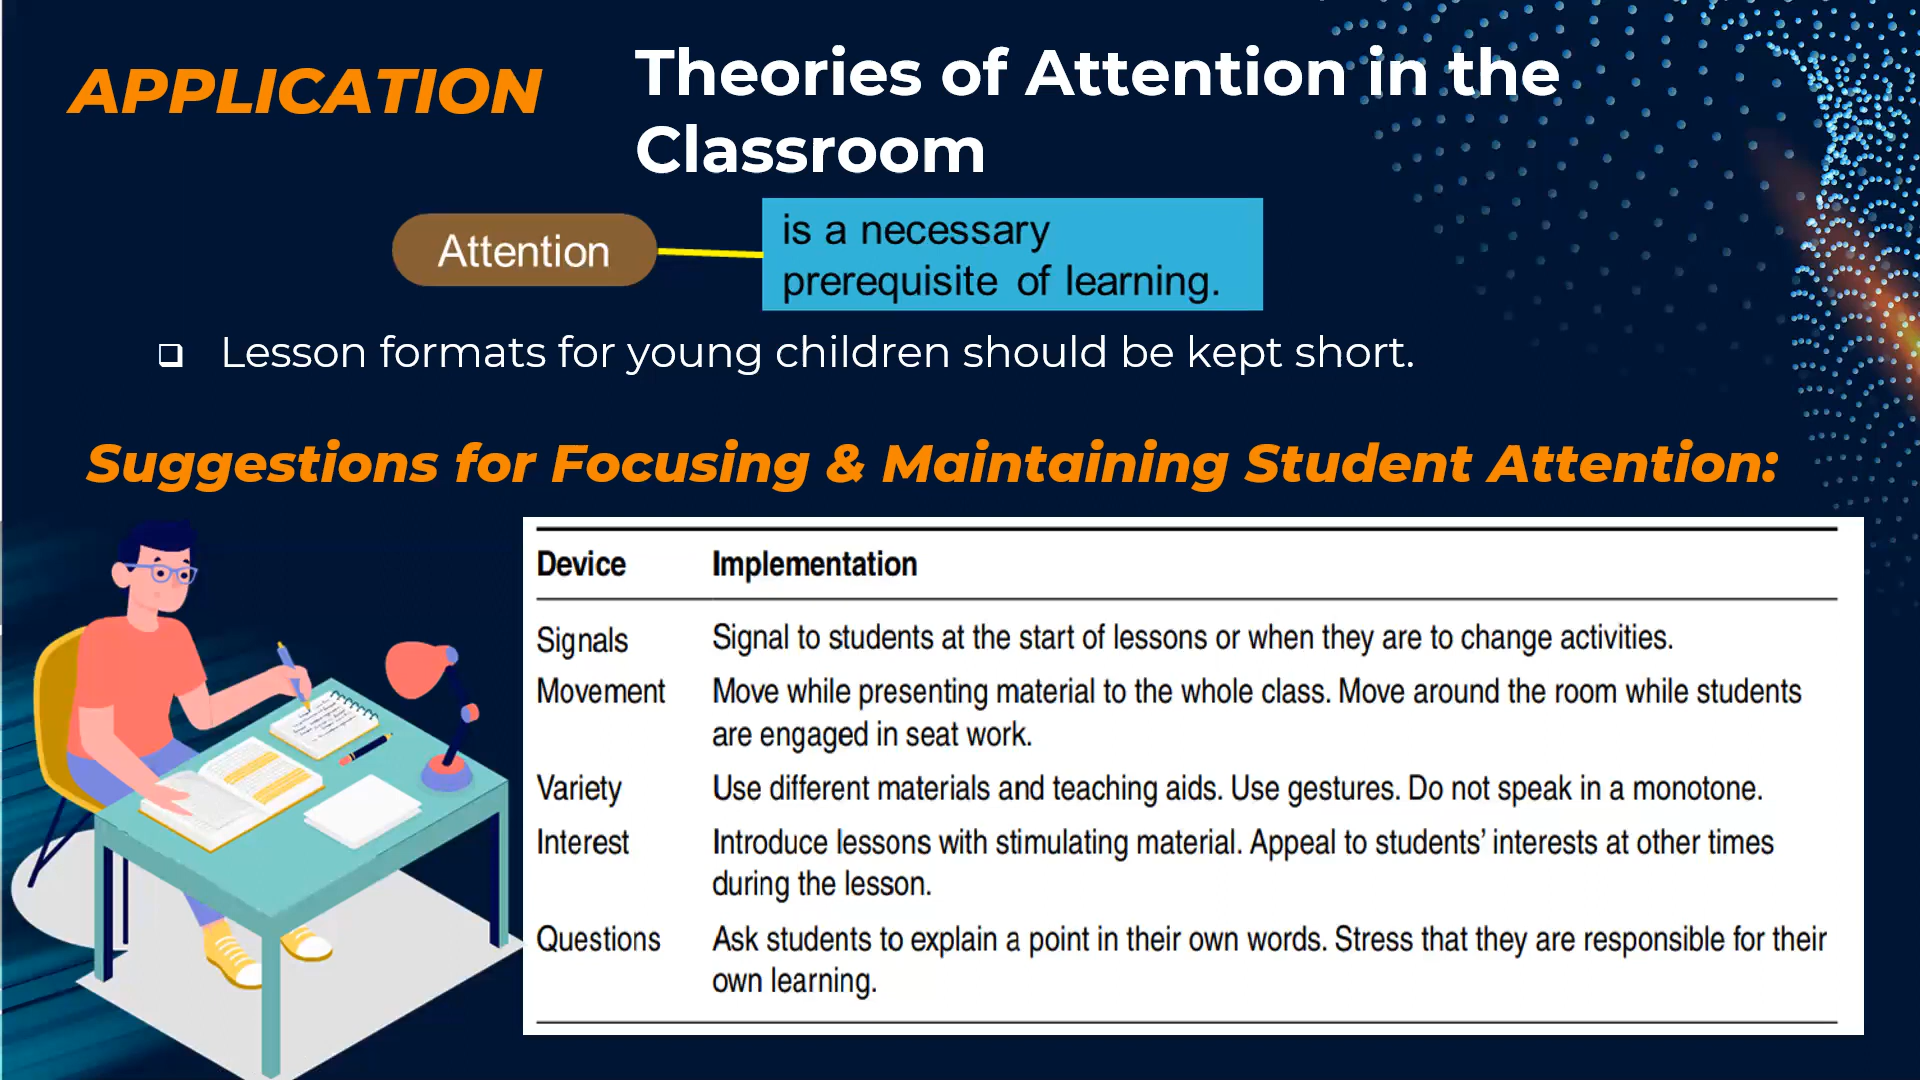 APPLICATION
Theories of Attention in the
Classroom
Attention
is a necessary
prerequisite of learning.
❑ Lesson formats for young children should be kept short.
Suggestions for Focusing & Maintaining Student Attention:
Device Implementation
Signals Signal to students at the start of lessons or when they are to change activities.
Movement Move while presenting material to the whole class. Move around the room while students
are engaged in seat work.
Variety Use different materials and teaching aids. Use gestures. Do not speak in a monotone.
Interest Introduce lessons with stimulating material. Appeal to students’ interests at other times
during the lesson.
Questions Ask students to explain a point in their own words. Stress that they are responsible for their
own learning.